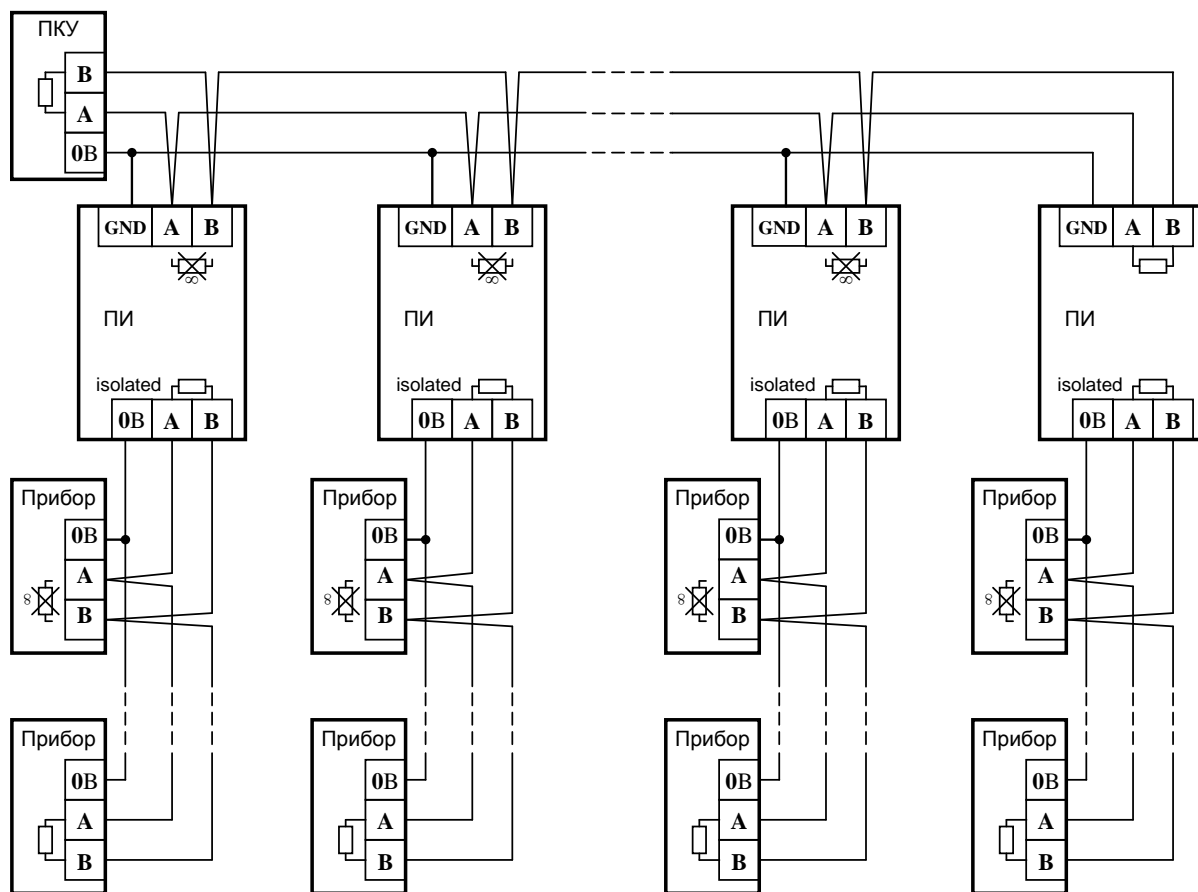 ПКУ
B
A
0В
GND A B GND A B GND A B GND A B
∞ ∞ ∞
ПИ ПИ ПИ ПИ
isolated isolated isolated isolated
0В A B 0В A B 0В A B 0В A B
Прибор Прибор Прибор Прибор
0В 0В 0В 0В
A A A A
∞ ∞ ∞ ∞
B B B B
Прибор Прибор Прибор Прибор
0В 0В 0В 0В
A A A A
B B B B